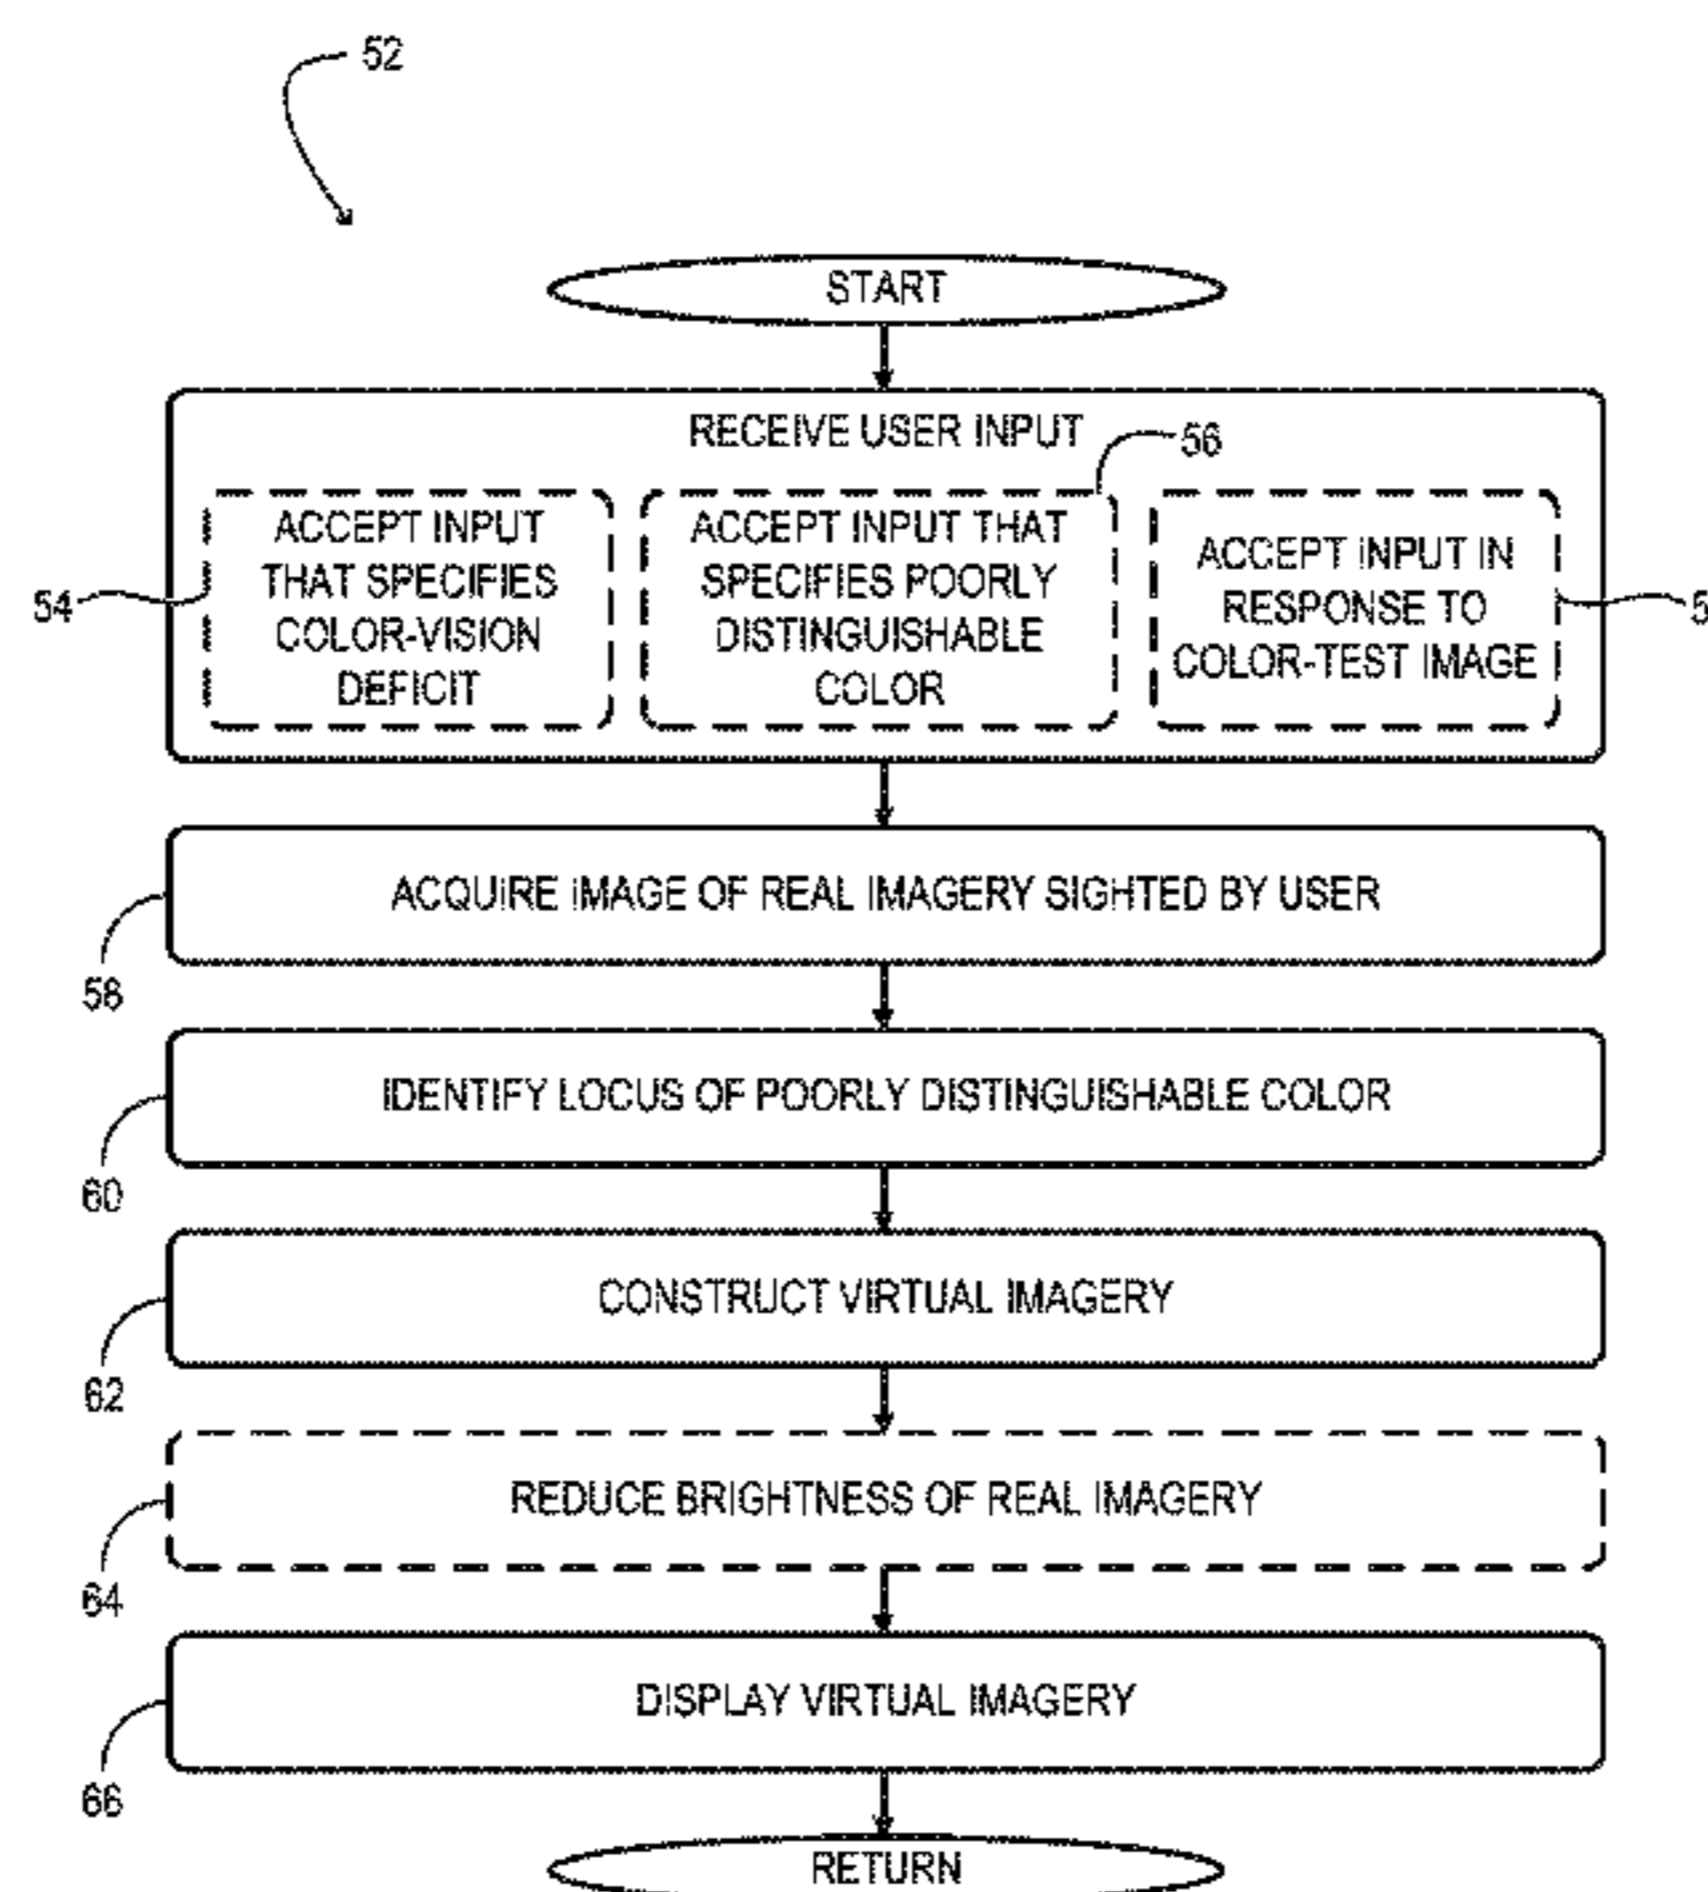 52
START
RECEIVE USER INPUT
56
ACCEPT INPUT
THAT SPECIFIES
COLOR-VISION
DEFICIT
54
ACCEPT INPUT THAT
SPECIFIES POORLY
DISTINGUISHABLE
COLOR
ACCEPT INPUT IN
RESPONSE TO
COLOR-TEST IMAGE
ACQUIRE IMAGE OF REAL IMAGERY SIGHTED BY USER
58
IDENTIFY LOCUS OF POORLY DISTINGUISHABLE COLOR
60
CONSTRUCT VIRTUAL IMAGERY
62
REDUCE BRIGHTNESS OF REAL IMAGERY
64
DISPLAY VIRTUAL IMAGERY
66
RETURN